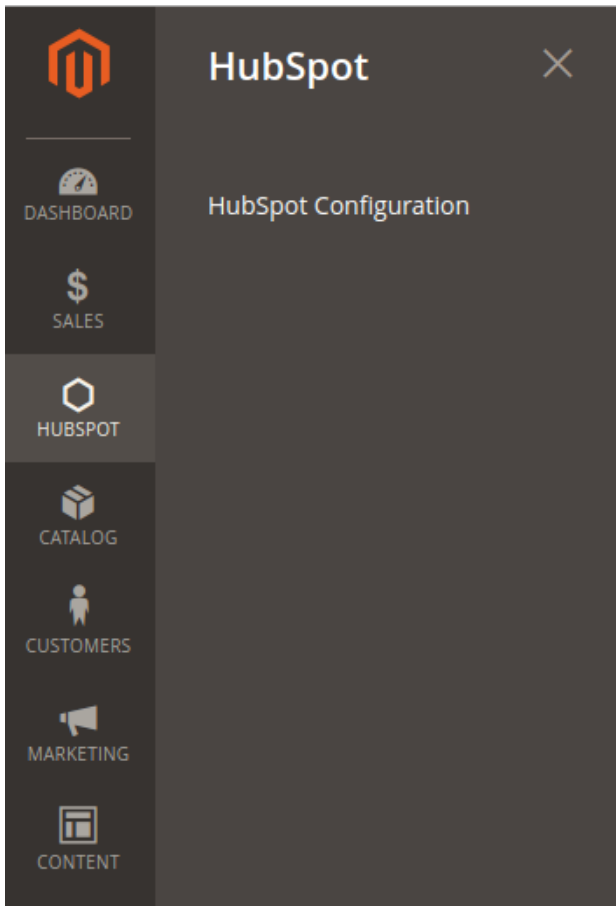 HubSpot
HubSpot Configuration
DASHBOARD
SALES
HUBSPOT
CATALOG
CUSTOMERS
MARKETING
CONTENT